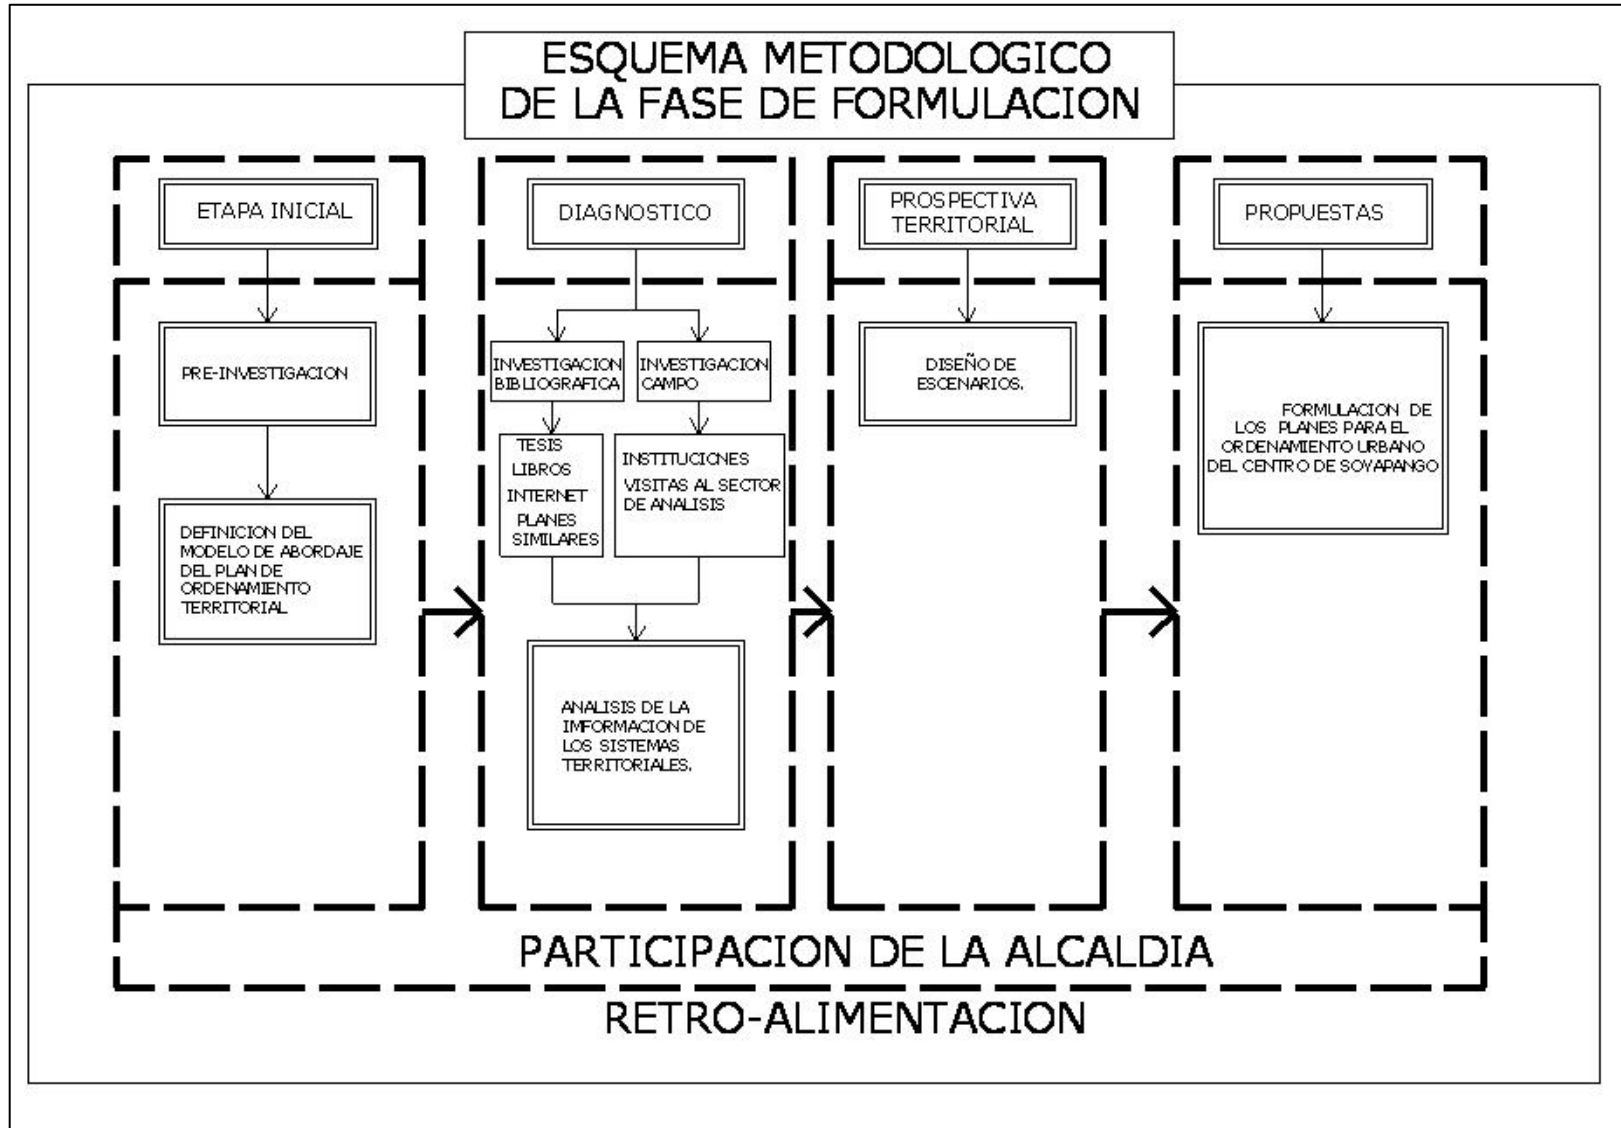 ESQUEMA METODOLOGICO
DE LA FASE DE FORMULACION
ETAPA INICIAL
PRE-INVESTIGACION
DEFINICION DEL
MODELO DE ABORDAJE
DEL PLAN DE
ORDENAMIENTO
TERRITORIAL
DIAGNOSTICO
INVESTIGACION
BIBLIOGRAFICA
INVESTIGACION
CAMPO
TESIS
LIBROS
INTERNET
PLANES
SIMILARES
INSTITUCIONES
VISITAS AL SECTOR
DE ANALISIS
ANALISIS DE LA
IMFORMACION DE
LOS SISTEMAS
TERRITORIALES.
PROSPECTIVA
TERRITORIAL
DISEÑO DE
ESCENARIOS.
PROPUESTAS
FORMULACION DE
LOS PLANES PARA EL
ORDENAMIENTO URBANO
DEL CENTRO DE SOYAPANGO
PARTICIPACION DE LA ALCALDIA
RETRO-ALIMENTACION